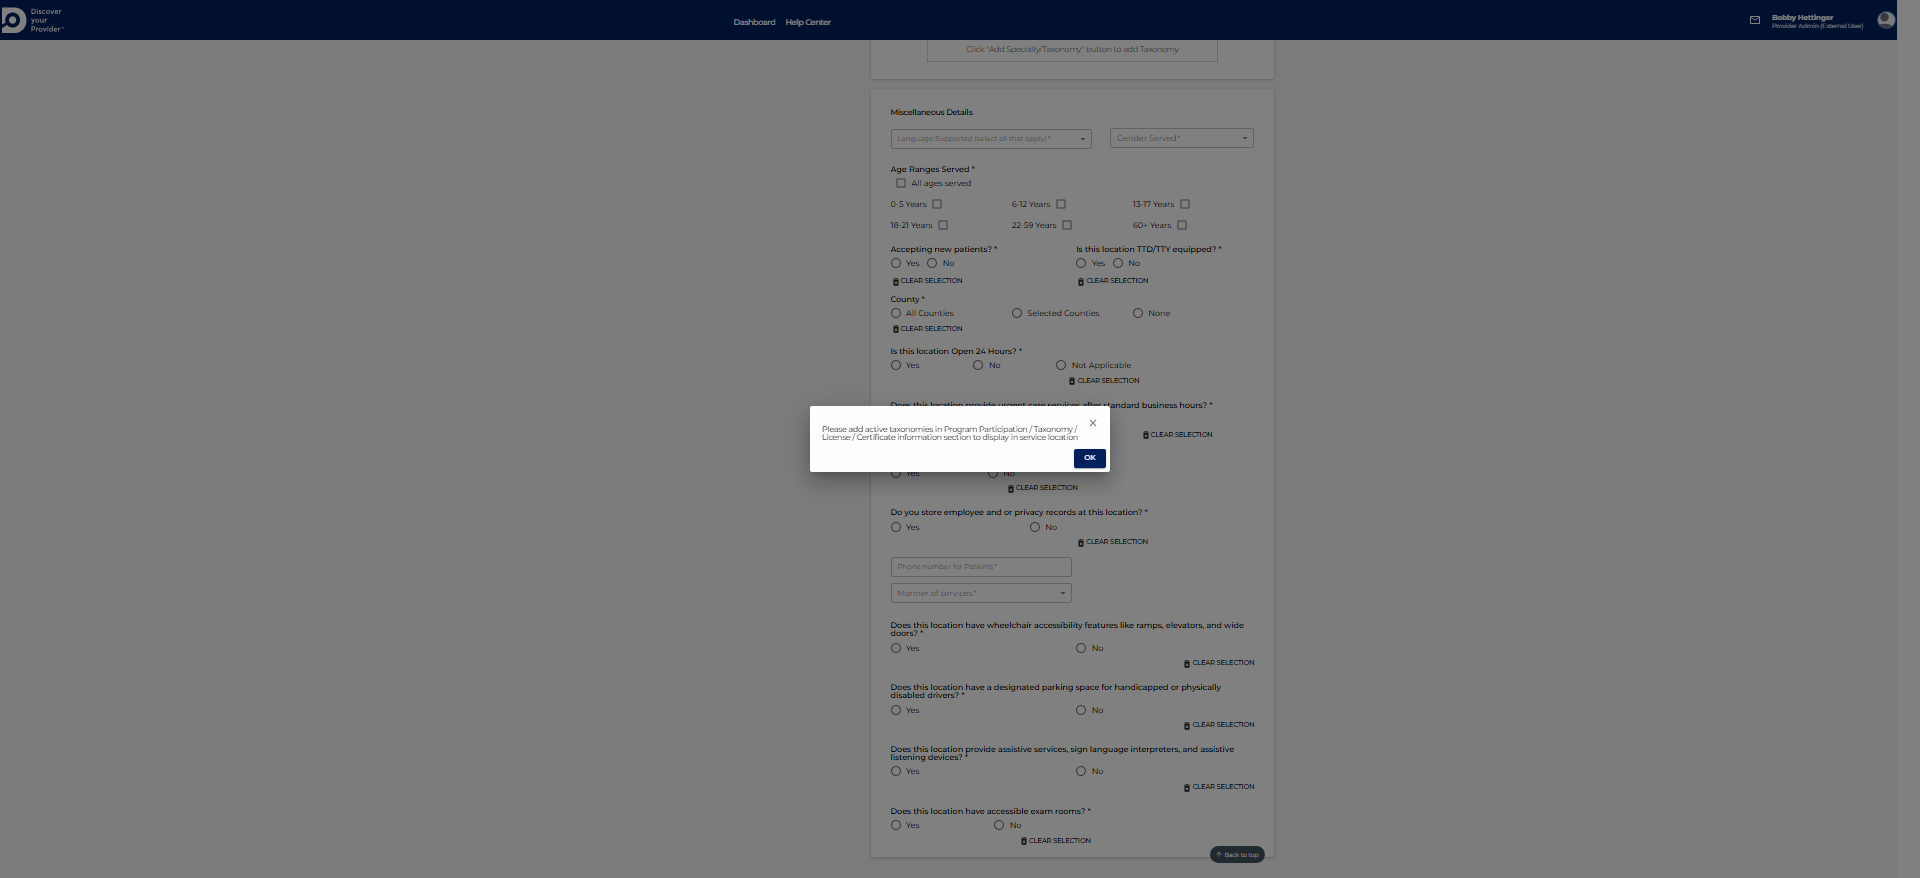 Discover
your
Provider
Dashboard Help Center
Bobby Hettinger
Provider Admin (External User)
Click "Add Specialty/Taxonomy" button to add Taxonomy
Miscellaneous Details
Language Supported (select all that apply) *
Gender Served *
Age Ranges Served *
All ages served
0-5 Years 6-12 Years 13-17 Years
18-21 Years 22-59 Years 60+ Years
Accepting new patients? * Is this location TTD/TTY equipped? *
Yes No Yes No
CLEAR SELECTION CLEAR SELECTION
County *
All Counties Selected Counties None
CLEAR SELECTION
Is this location Open 24 Hours? *
Yes No Not Applicable
CLEAR SELECTION
Does this location provide urgent care services after standard business hours? *
Please add active taxonomies in Program Participation / Taxonomy /
License / Certificate information section to display in service location
OK
CLEAR SELECTION
Yes No
CLEAR SELECTION
Do you store employee and or privacy records at this location? *
Yes No
CLEAR SELECTION
Phone number for Patients *
Manner of services *
Does this location have wheelchair accessibility features like ramps, elevators, and wide
doors? *
Yes No
CLEAR SELECTION
Does this location have a designated parking space for handicapped or physically
disabled drivers? *
Yes No
CLEAR SELECTION
Does this location provide assistive services, sign language interpreters, and assistive
listening devices? *
Yes No
CLEAR SELECTION
Does this location have accessible exam rooms? *
Yes No
CLEAR SELECTION
Back to top